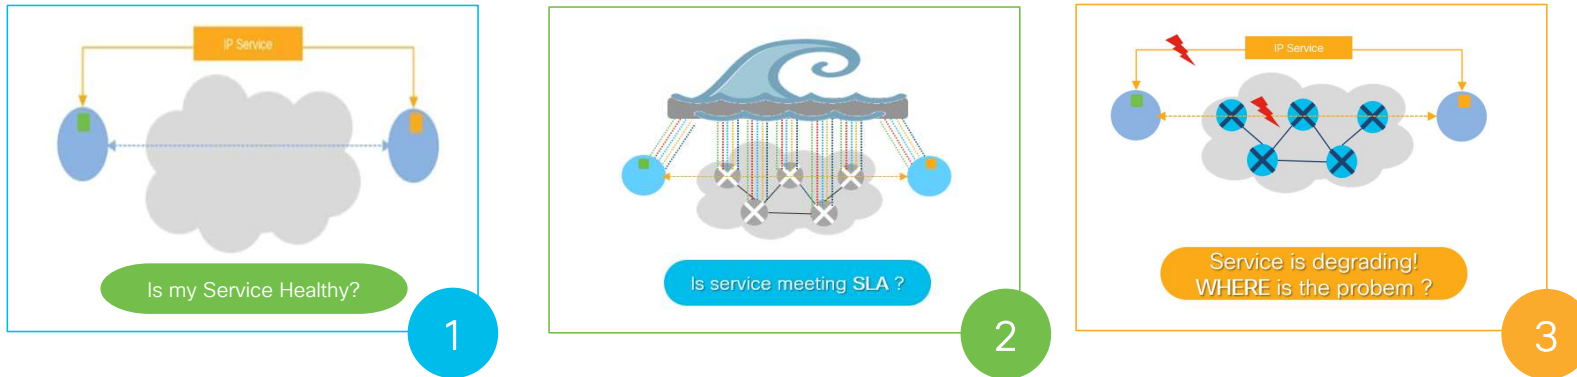 IP Service
Is my Service Healthy?
1
Is service meeting SLA ?
2
IP Service
Service is degrading!
WHERE is the probem ?
3